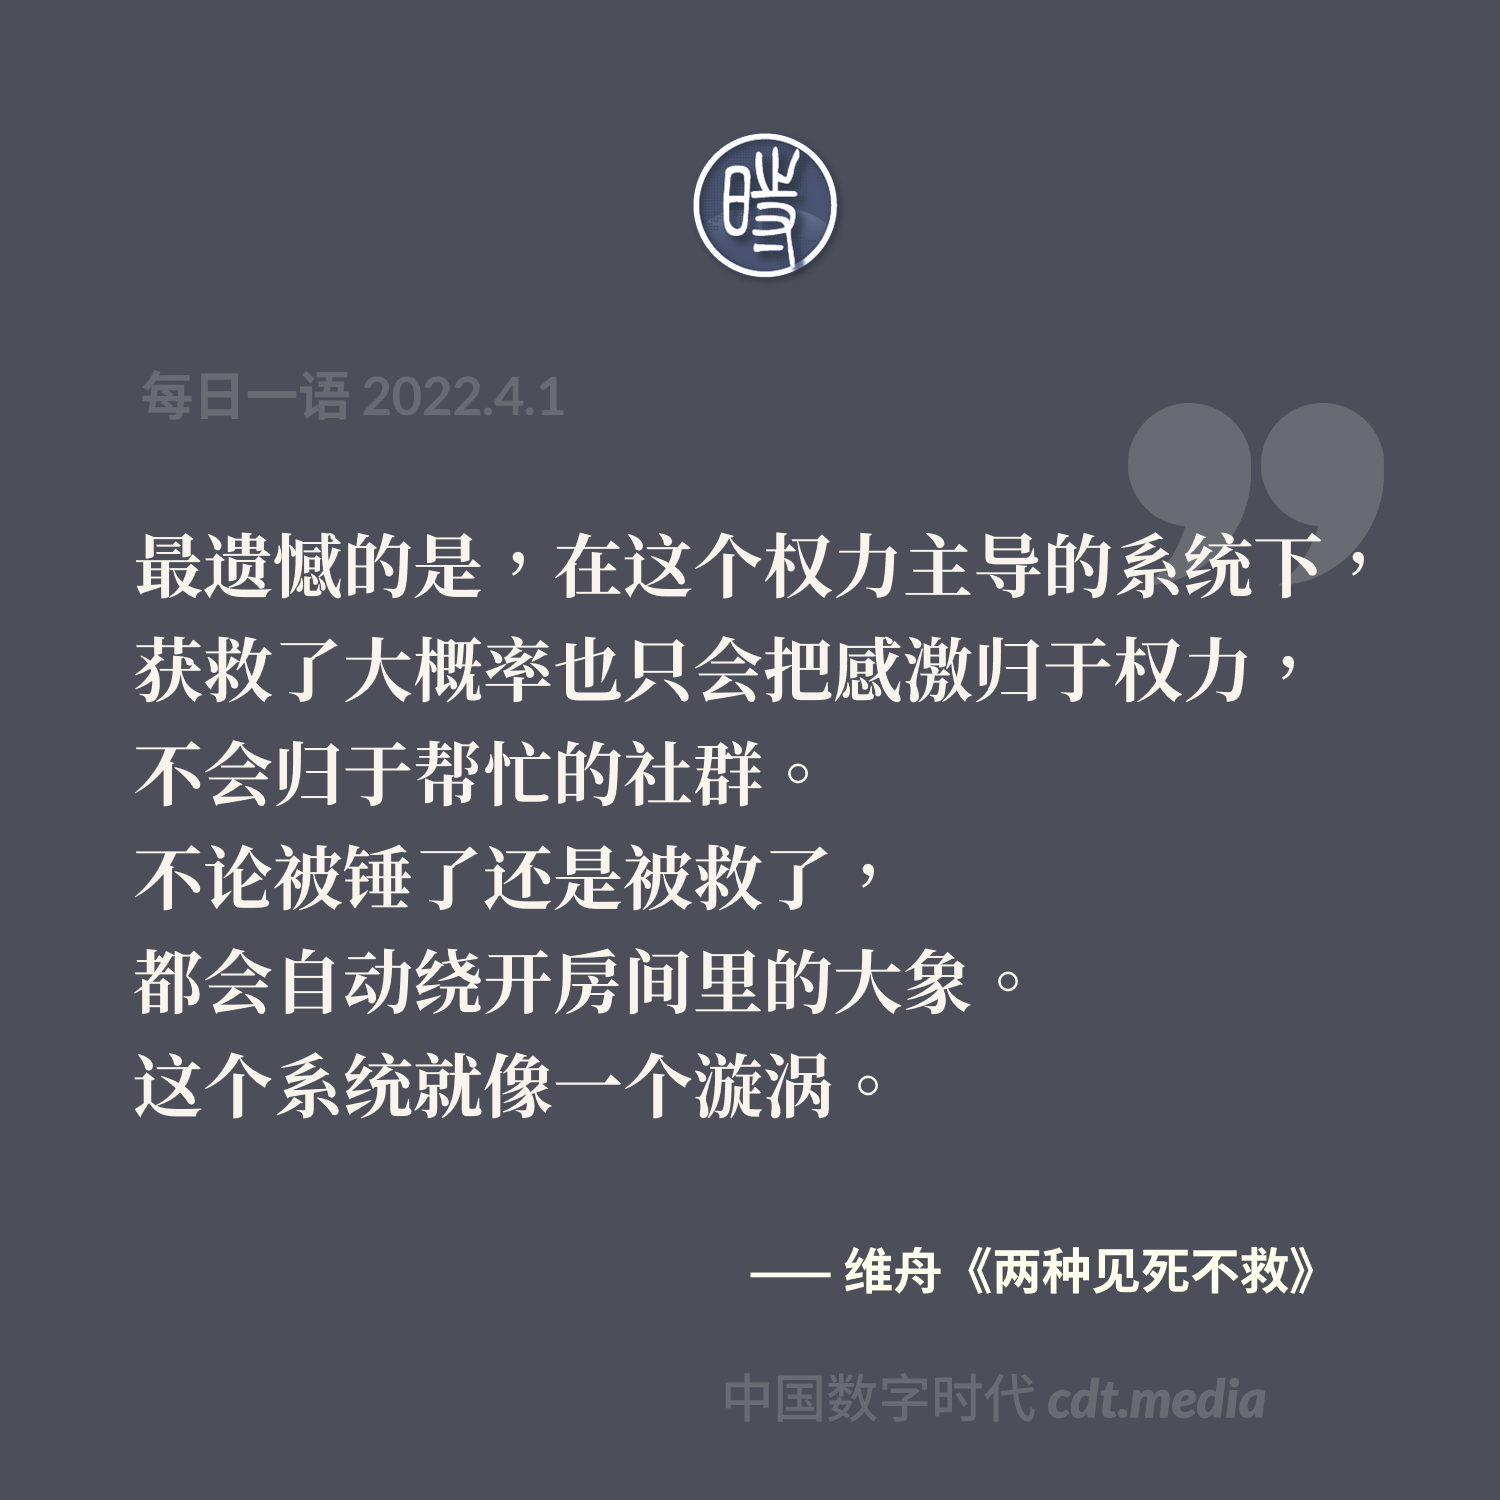 時
每日一语 2022.4.1
最遗憾的是，在这个权力主导的系统下，
获救了大概率也只会把感激归于权力，
不会归于帮忙的社群。
不论被锤了还是被救了，
都会自动绕开房间里的大象。
这个系统就像一个漩涡。
—— 维舟《两种见死不救》
中国数字时代 cdt.media